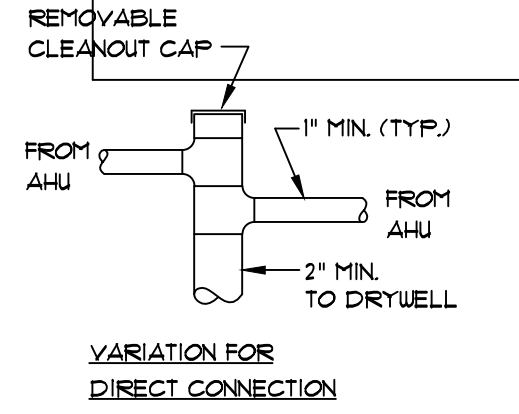 REMOVABLE
CLEANOUT CAP
1" MIN. (TYP.)
FROM
AHU
FROM
AHU
2" MIN.
TO DRYWELL
VARIATION FOR
DIRECT CONNECTION